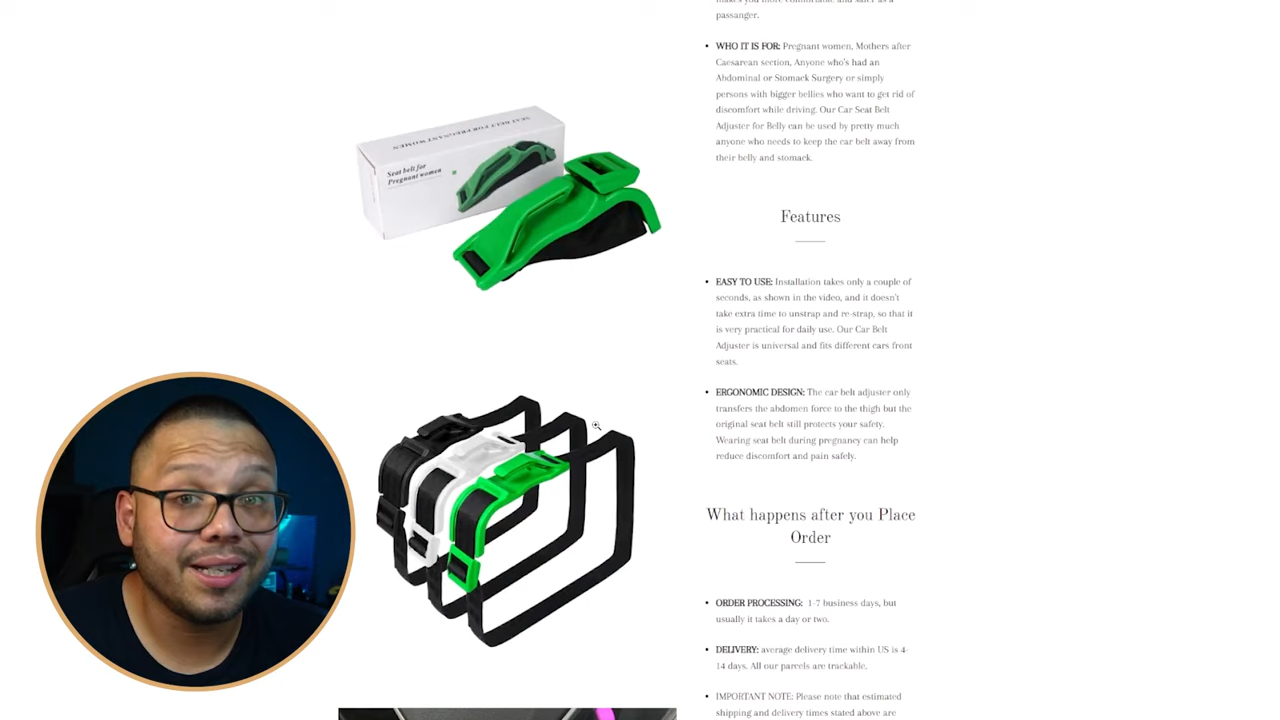 passanger.
• WHO IT IS FOR: Pregnant women, Mothers after
Caesarean section, Anyone who's had an
Abdominal or Stomack Surgery or simply
persons with bigger bellies who want to get rid of
discomfort while driving. Our Car Seat Belt
Adjuster for Belly can be used by pretty much
anyone who needs to keep the car belt away from
their belly and stomack.
SEAT BELT FOR PREGNANT WOMEN
Seat belt for
Pregnant women
Features
• EASY TO USE: Installation takes only a couple of
seconds, as shown in the video, and it doesn't
take extra time to unstrap and re-strap, so that it
is very practical for daily use. Our Car Belt
Adjuster is universal and fits different cars front
seats.
• ERGONOMIC DESIGN: The car belt adjuster only
transfers the abdomen force to the thigh but the
original seat belt still protects your safety.
Wearing seat belt during pregnancy can help
reduce discomfort and pain safely.
What happens after you Place
Order
• ORDER PROCESSING: 1-7 business days, but
usually it takes a day or two.
• DELIVERY: average delivery time within US is 4-
14 days. All our parcels are trackable.
• IMPORTANT NOTE: Please note that estimated
shipping and delivery times stated above are